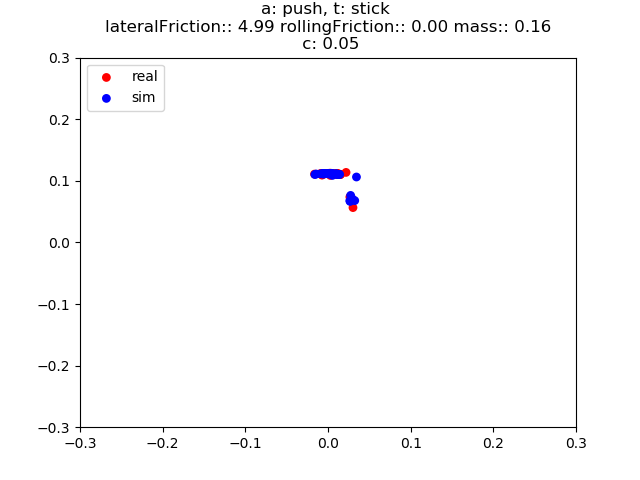 a: push, t: stick
lateralFriction:: 4.99 rollingFriction:: 0.00 mass:: 0.16
c: 0.05
real
sim
0.3
0.2
0.1
0.0
−0.1
−0.2
−0.3
−0.3 −0.2 −0.1 0.0 0.1 0.2 0.3